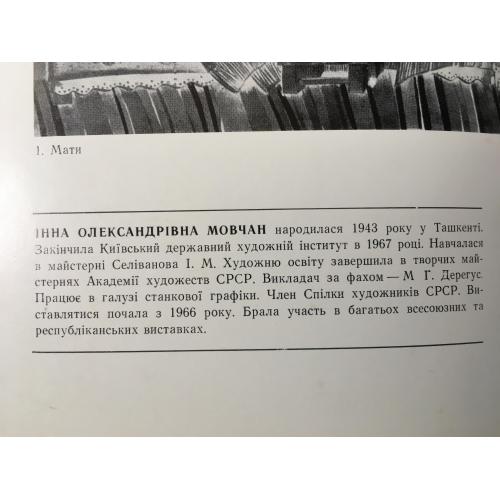 1. Мати
ІННА ОЛЕКСАНДРІВНА МОВЧАН народилася 1943 року у Ташкенті.
Закінчила Київський державний художній інститут в 1967 році. Навчалася
в майстерні Селіванова І. М. Художню освіту завершила в творчих май-
стернях Академії художеств СРСР. Викладач за фахом — М Г. Дерегус.
Працює в галузі станкової графіки. Член Спілки художників СРСР. Ви-
ставлятися почала з 1966 року. Брала участь в багатьох всесоюзних та
республіканських виставках.